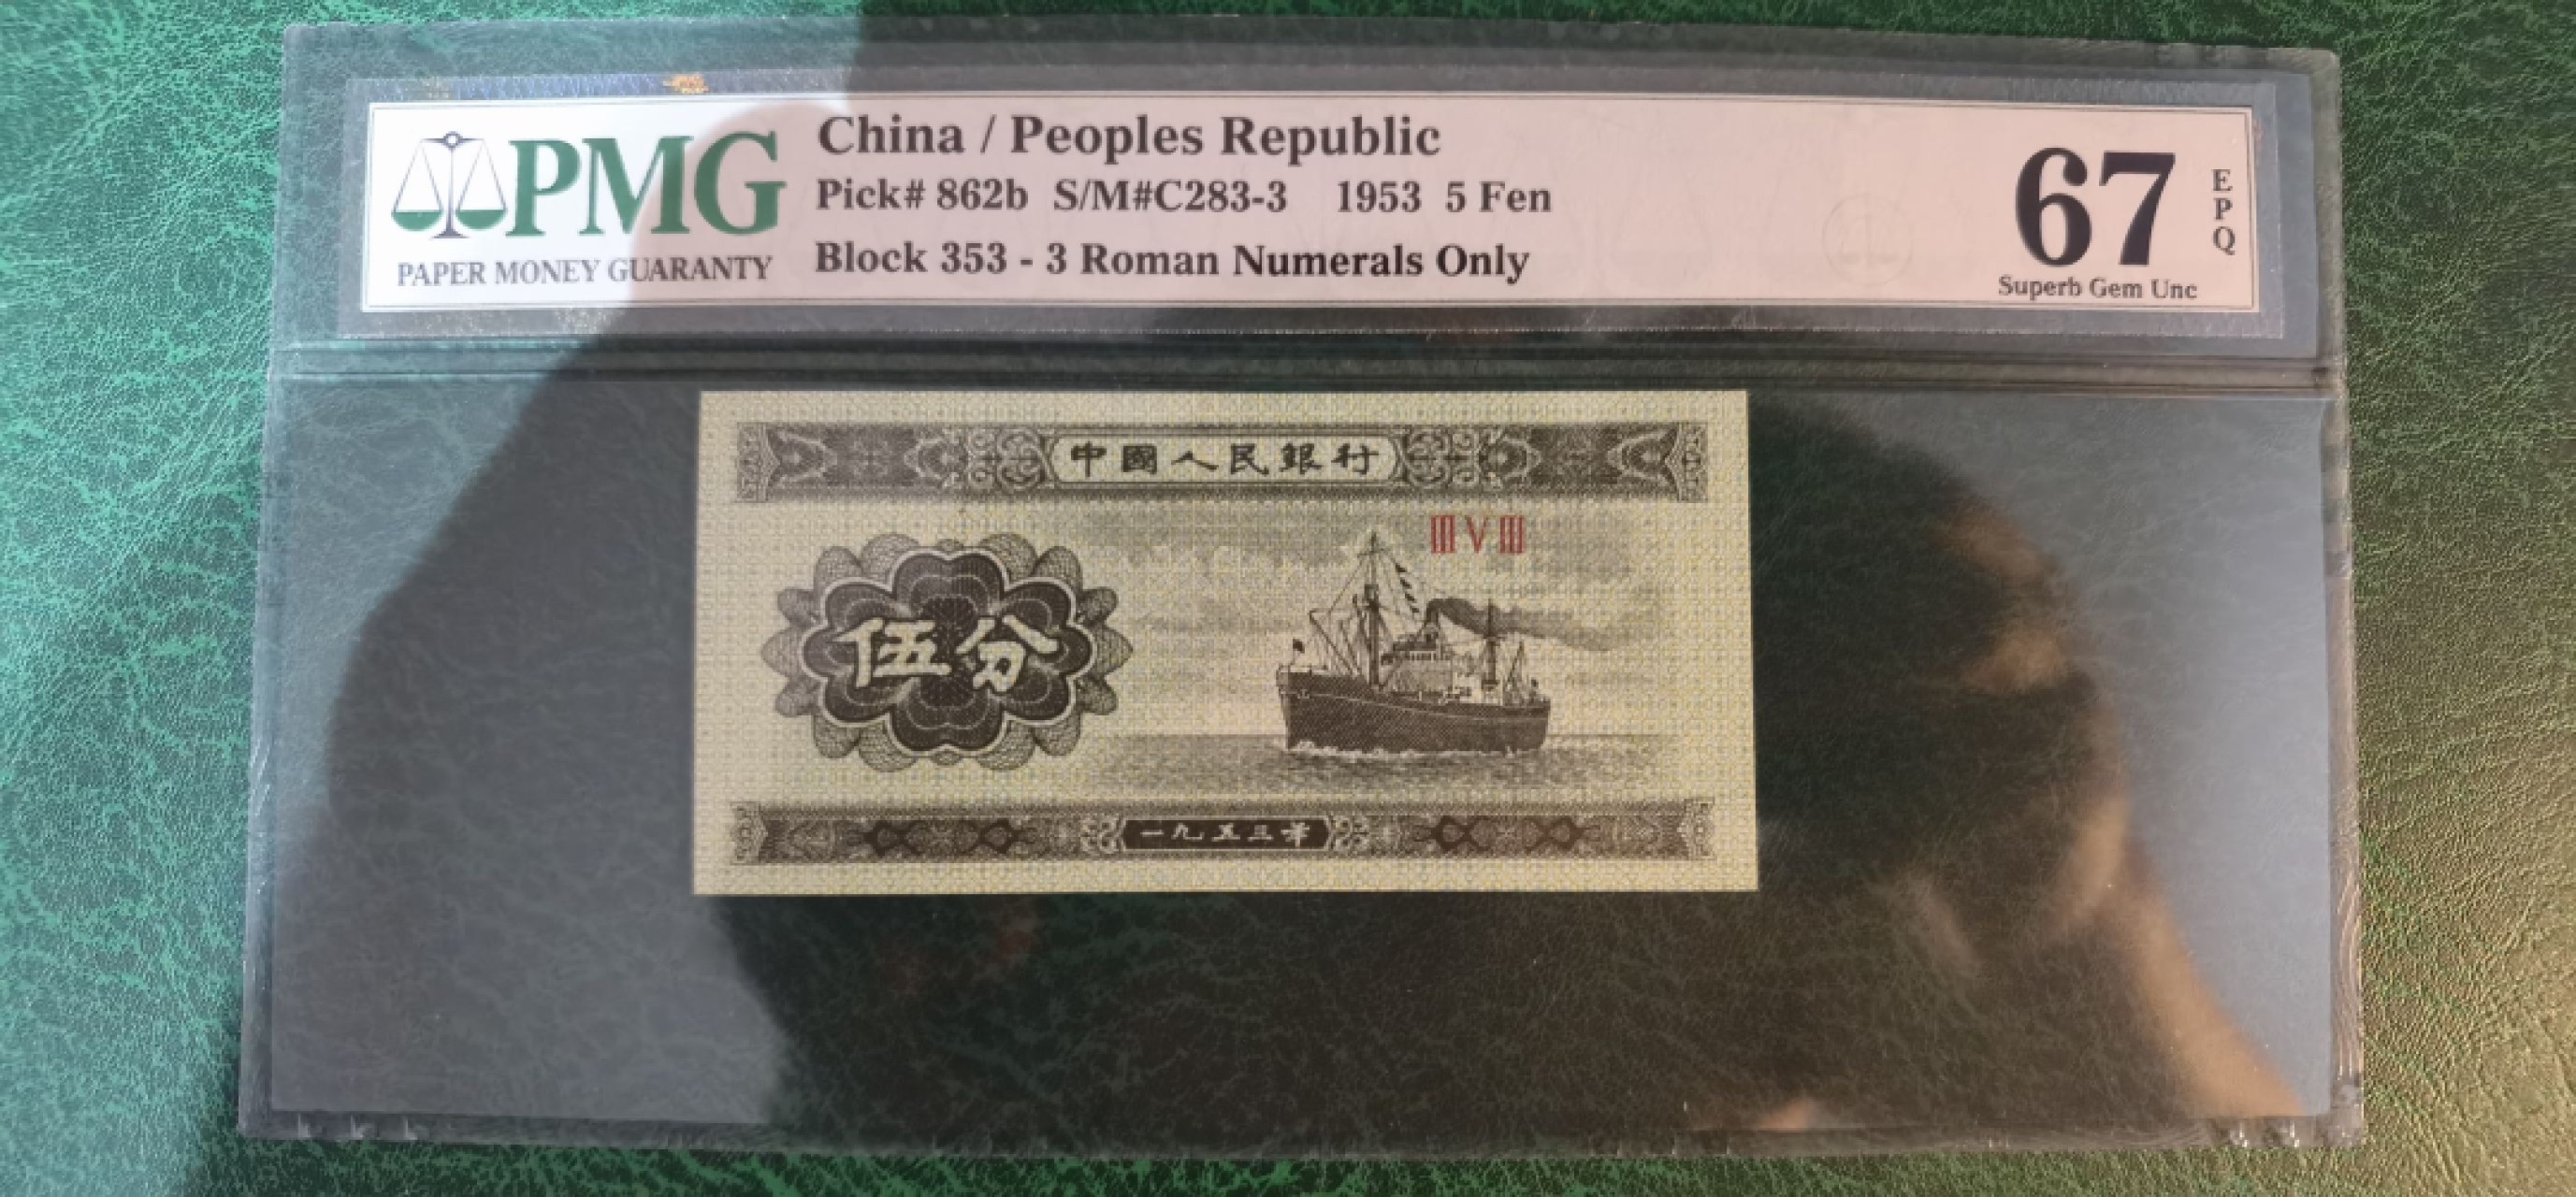 PMG
PAPER MONEY GUARANTY
China / Peoples Republic
Pick# 862b S/M#C283-3 1953 5 Fen
Block 353 - 3 Roman Numerals Only
67
EPQ
Superb Gem Unc
中國人民銀行
III V III
伍分
一九五三年